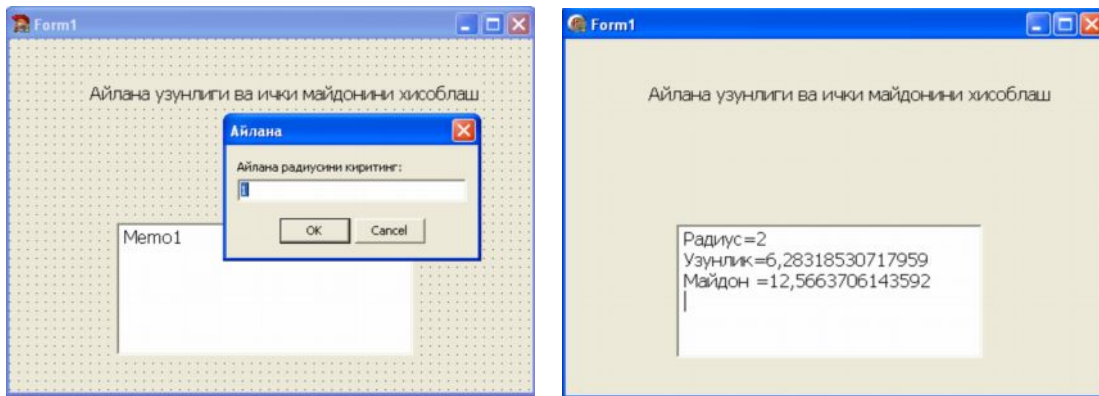 Form1
Айлана узунлиги ва ички майдонини хисоблаш
Айлана
Айлана радиусини киритинг:
1
OK
Cancel
Memo1
Form1
Айлана узунлиги ва ички майдонини хисоблаш
Радиус=2
Узунлик=6,28318530717959
Майдон =12,5663706143592